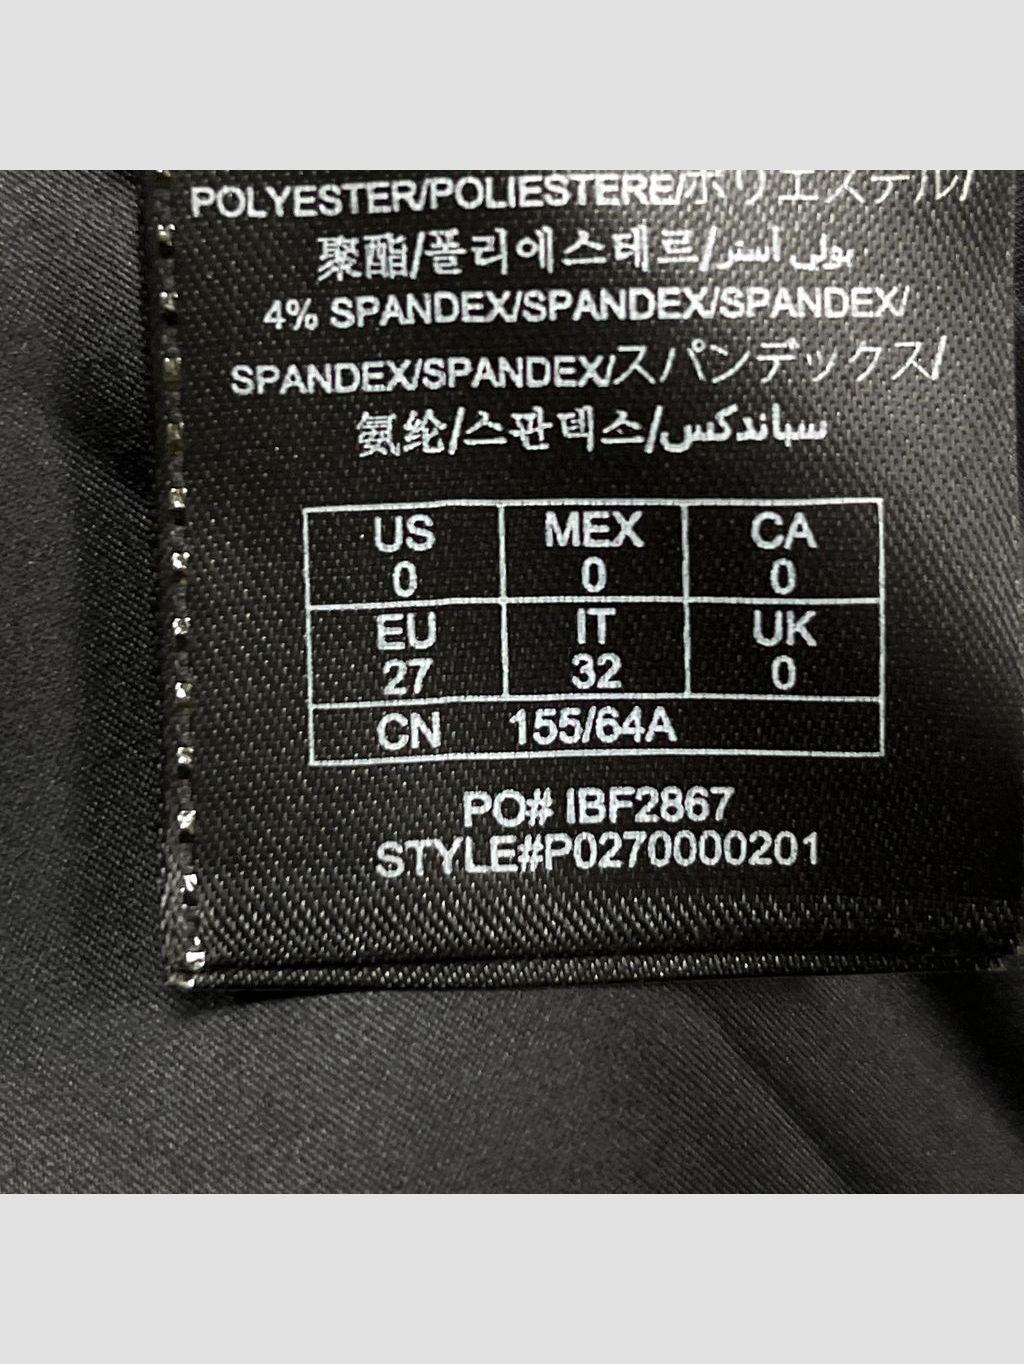 POLYESTER/POLIESTERE/ポリエステル/
聚酯/폴리에스테르/بولي استر
4% SPANDEX/SPANDEX/SPANDEX/
SPANDEX/SPANDEX/スパンデックス/
氨纶/스판덱스/سباندكس
US MEX CA
0 0 0
EU IT UK
27 32 0
CN 155/64A
PO# IBF2867
STYLE#P0270000201